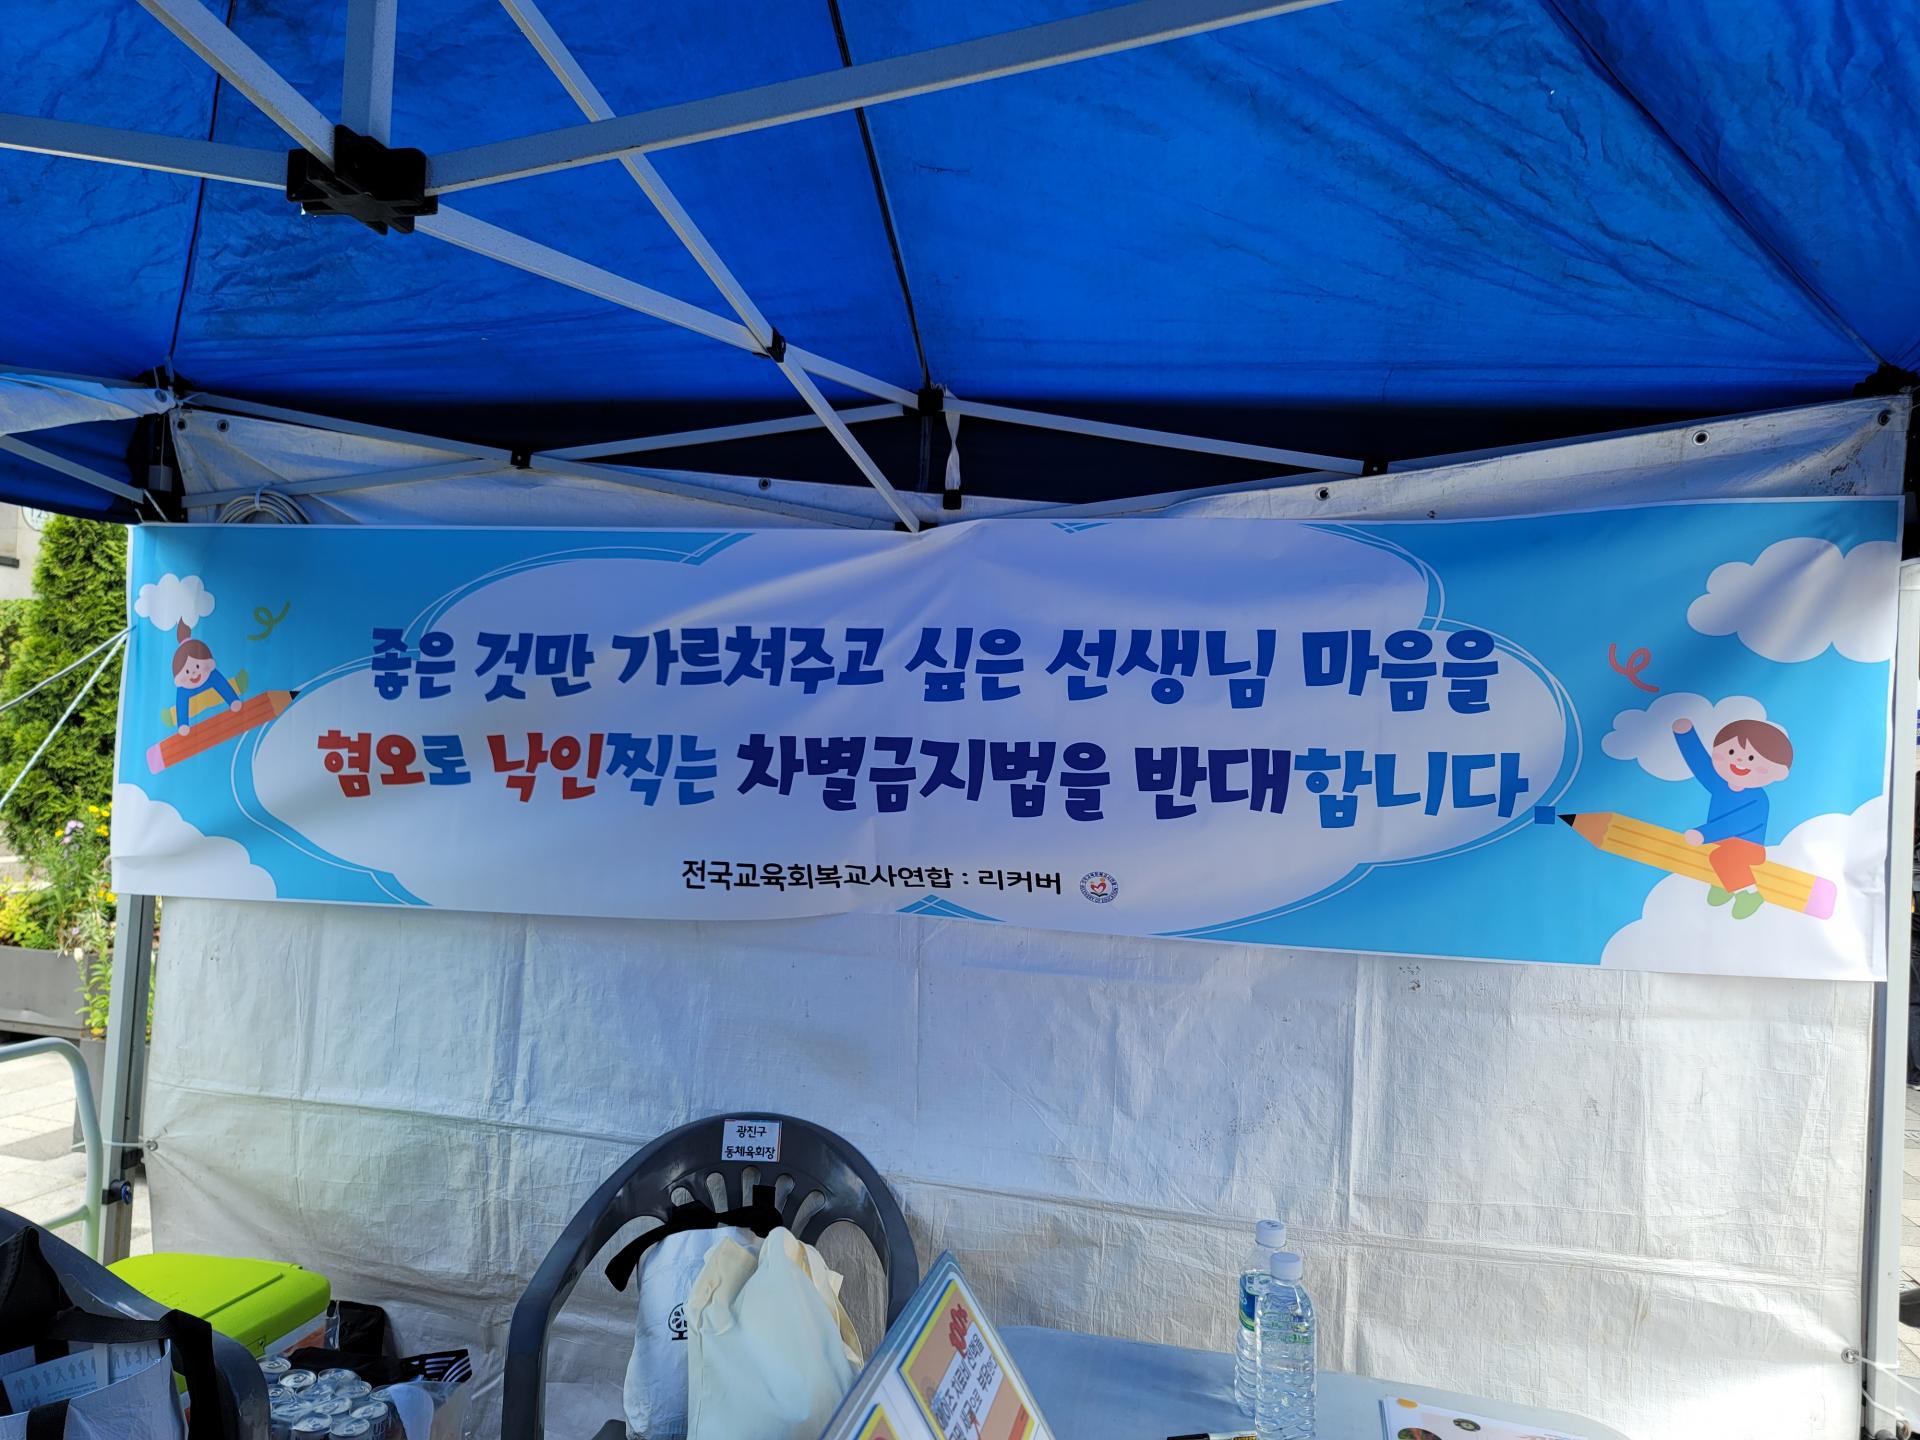 좋은 것만 가르쳐주고 싶은 선생님 마음을
혐오로 낙인찍는 차별금지법을 반대합니다.
전국교육회복교사연합 : 리커버
광진구
동체육회장